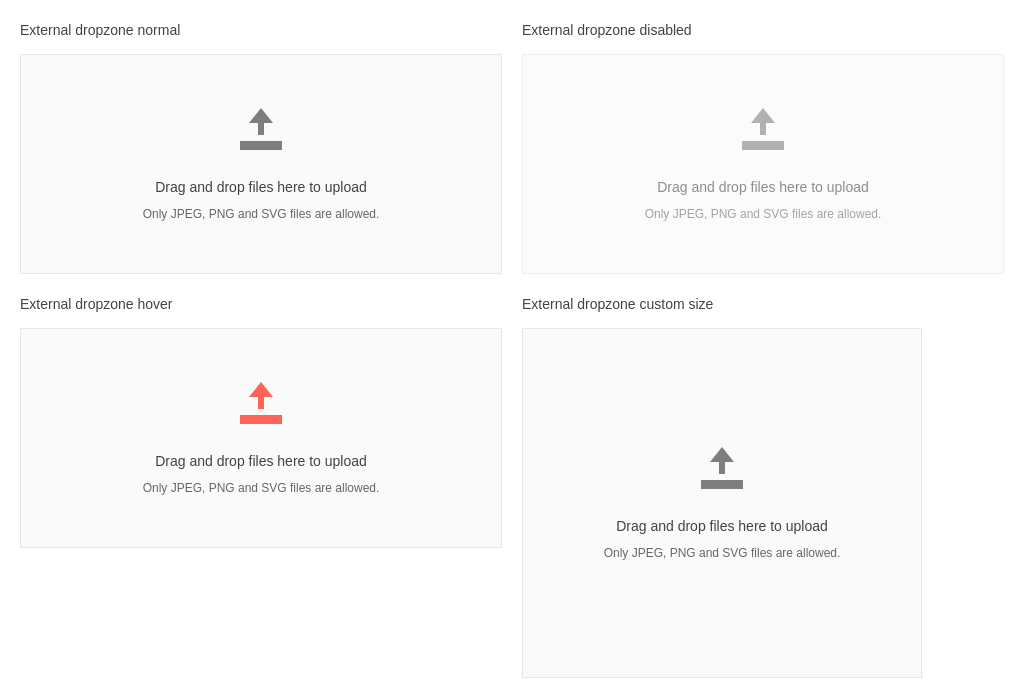 External dropzone normal
Drag and drop files here to upload
Only JPEG, PNG and SVG files are allowed.
External dropzone disabled
Drag and drop files here to upload
Only JPEG, PNG and SVG files are allowed.
External dropzone hover
Drag and drop files here to upload
Only JPEG, PNG and SVG files are allowed.
External dropzone custom size
Drag and drop files here to upload
Only JPEG, PNG and SVG files are allowed.